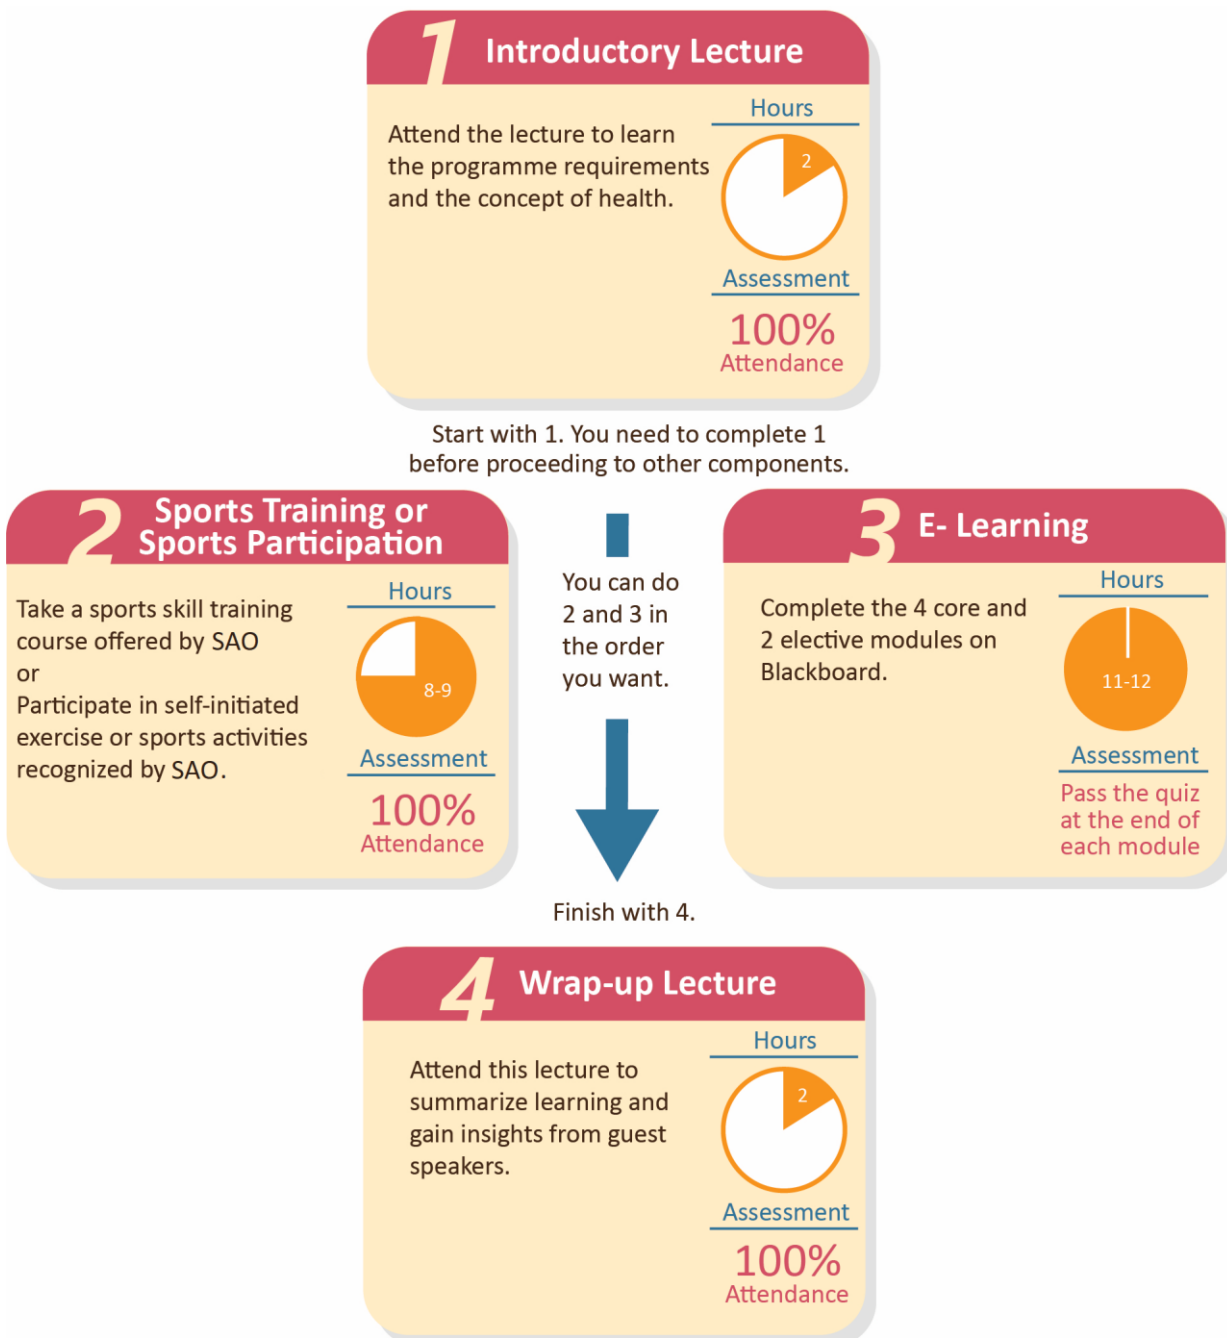 1 Introductory Lecture
Attend the lecture to learn
the programme requirements
and the concept of health.
Hours
2
Assessment
100%
Attendance
Start with 1. You need to complete 1
before proceeding to other components.
2 Sports Training or
Sports Participation
Take a sports skill training
course offered by SAO
or
Participate in self-initiated
exercise or sports activities
recognized by SAO.
Hours
8-9
Assessment
100%
Attendance
You can do
2 and 3 in
the order
you want.
3 E- Learning
Complete the 4 core and
2 elective modules on
Blackboard.
Hours
11-12
Assessment
Pass the quiz
at the end of
each module
Finish with 4.
4 Wrap-up Lecture
Attend this lecture to
summarize learning and
gain insights from guest
speakers.
Hours
2
Assessment
100%
Attendance